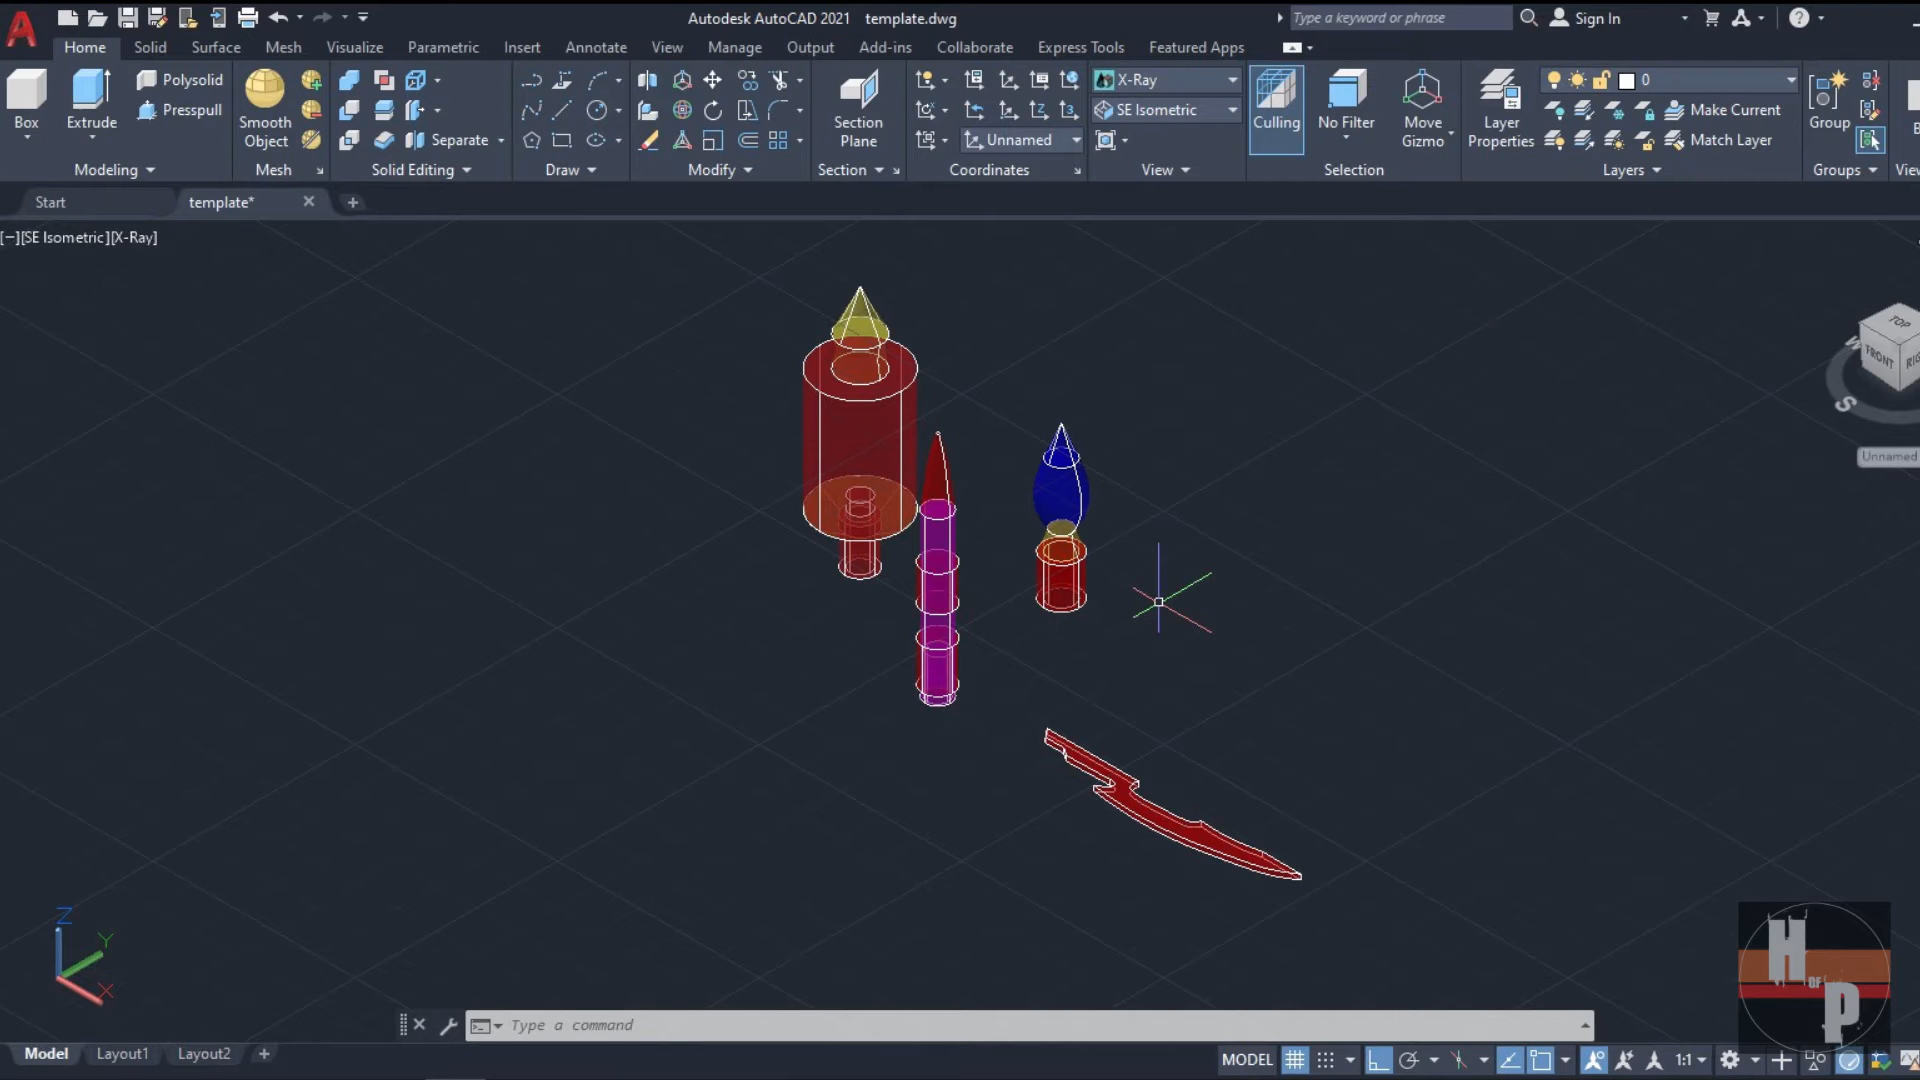 Autodesk AutoCAD 2021 template.dwg
Type a keyword or phrase
Sign In
Home Solid Surface Mesh Visualize Parametric Insert Annotate View Manage Output Add-ins Collaborate Express Tools Featured Apps
Polysolid
X-Ray
0
Presspull
SE Isometric
Make Current
Box
Extrude
Smooth
Object
Section
Plane
Culling
No Filter
Move
Gizmo
Layer
Properties
Group
Separate
Unnamed
Match Layer
Modeling
Mesh
Solid Editing
Draw
Modify
Section
Coordinates
View
Selection
Layers
Groups
Start
template*
[−][SE Isometric][X-Ray]
TOP
W
FRONT
S
Unnamed
Z
Y
X
H
OF
P
Type a command
Model
Layout1
Layout2
MODEL
1:1